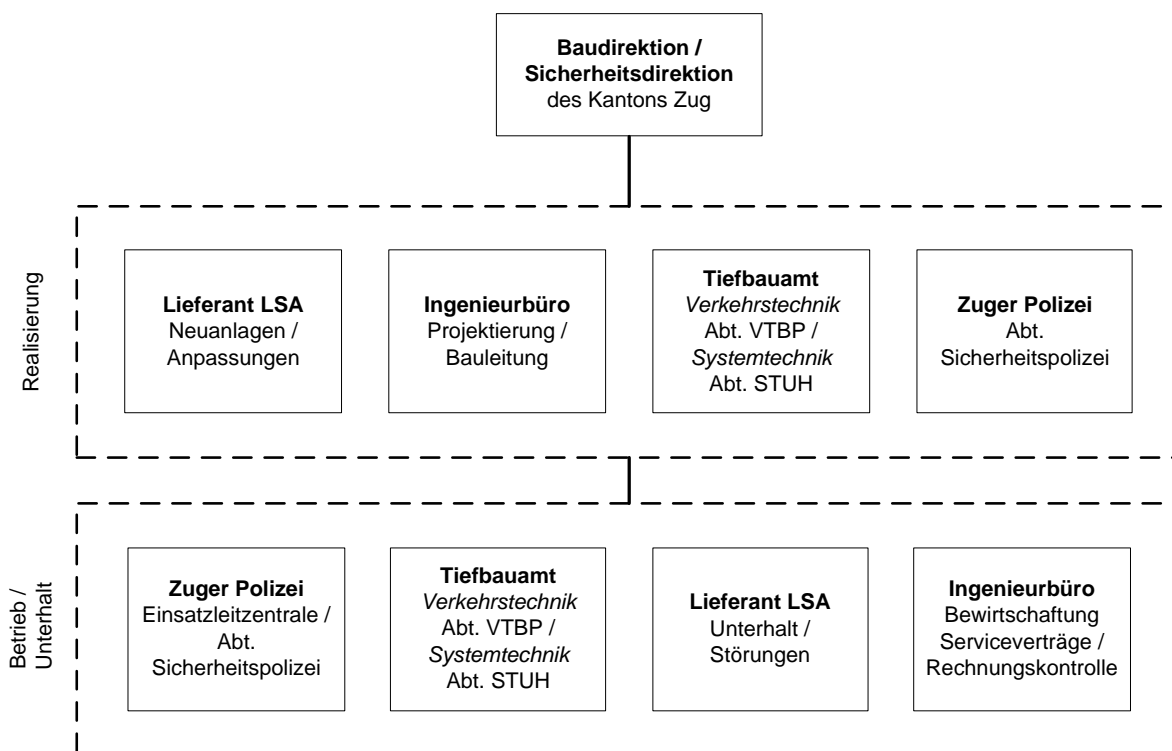 Baudirektion /
Sicherheitsdirektion
des Kantons Zug
Realisierung
Lieferant LSA
Neuanlagen /
Anpassungen
Ingenieurbüro
Projektierung /
Bauleitung
Tiefbauamt
Verkehrstechnik
Abt. VTBP /
Systemtechnik
Abt. STUH
Zuger Polizei
Abt.
Sicherheitspolizei
Betrieb /
Unterhalt
Zuger Polizei
Einsatzleitzentrale /
Abt.
Sicherheitspolizei
Tiefbauamt
Verkehrstechnik
Abt. VTBP /
Systemtechnik
Abt. STUH
Lieferant LSA
Unterhalt /
Störungen
Ingenieurbüro
Bewirtschaftung
Serviceverträge /
Rechnungskontrolle